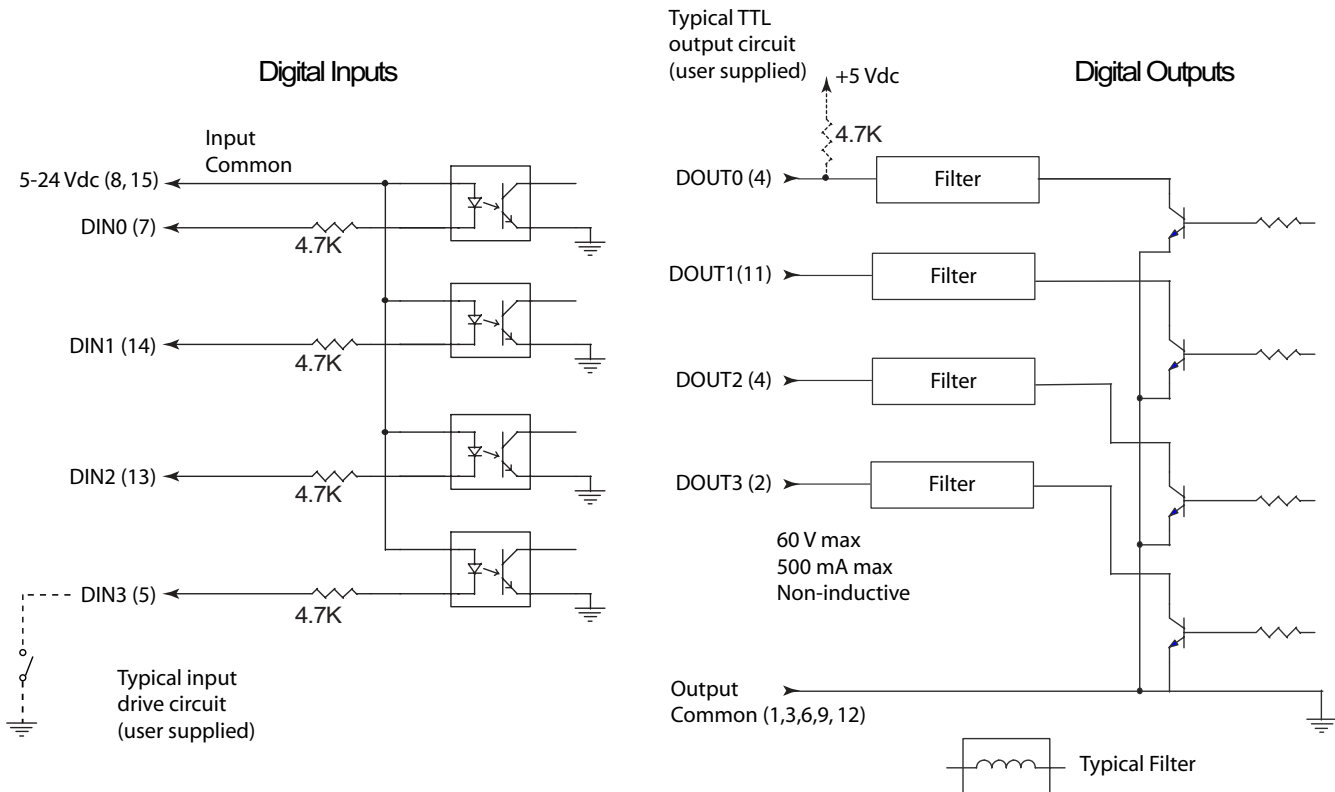 Digital Inputs
Input
Common
5-24 Vdc (8, 15)
DIN0 (7)
4.7K
DIN1 (14)
4.7K
DIN2 (13)
4.7K
DIN3 (5)
4.7K
Typical input
drive circuit
(user supplied)
Typical TTL
output circuit
(user supplied)
+5 Vdc
4.7K
Digital Outputs
DOUT0 (4)
Filter
DOUT1(11)
Filter
DOUT2 (4)
Filter
DOUT3 (2)
Filter
60 V max
500 mA max
Non-inductive
Output
Common (1,3,6,9, 12)
Typical Filter